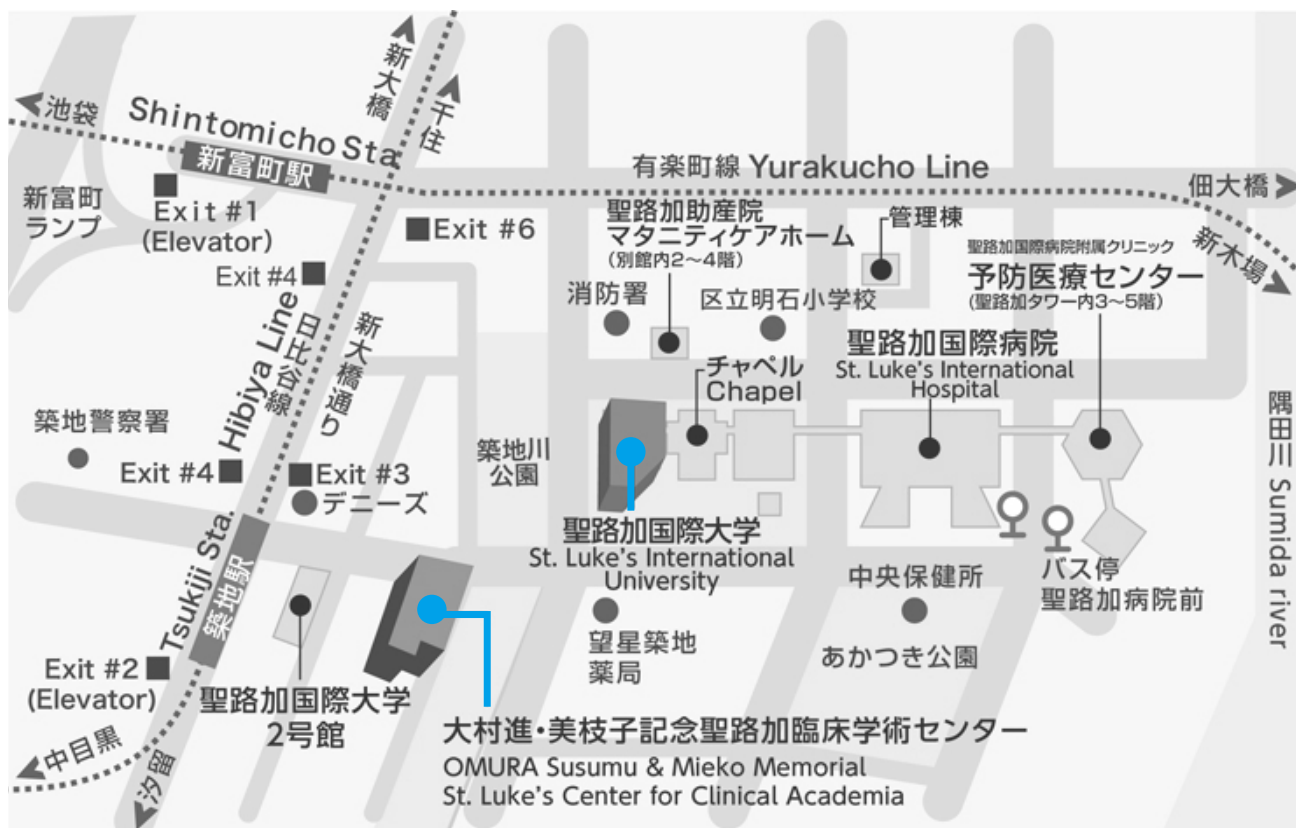 新大橋
千住
池袋
Shintomicho Sta.
新富町駅
有楽町線 Yurakucho Line
佃大橋
新木場
新富町
ランプ
Exit #1
(Elevator)
Exit #6
Exit #4
聖路加助産院
マタニティケアホーム
(別館内2〜4階)
管理棟
聖路加国際病院附属クリニック
予防医療センター
(聖路加タワー内3〜5階)
消防署
区立明石小学校
聖路加国際病院
St. Luke's International
Hospital
チャペル
Chapel
Hibiya Line
日比谷線
新大橋通り
築地警察署
Exit #4
Exit #3
デニーズ
築地川
公園
隅田川 Sumida river
聖路加国際大学
St. Luke's International
University
Tsukiji Sta.
築地駅
中央保健所
あかつき公園
バス停
聖路加病院前
望星築地
薬局
Exit #2
(Elevator)
聖路加国際大学
2号館
中目黒
汐留
大村進・美枝子記念聖路加臨床学術センター
OMURA Susumu & Mieko Memorial
St. Luke's Center for Clinical Academia